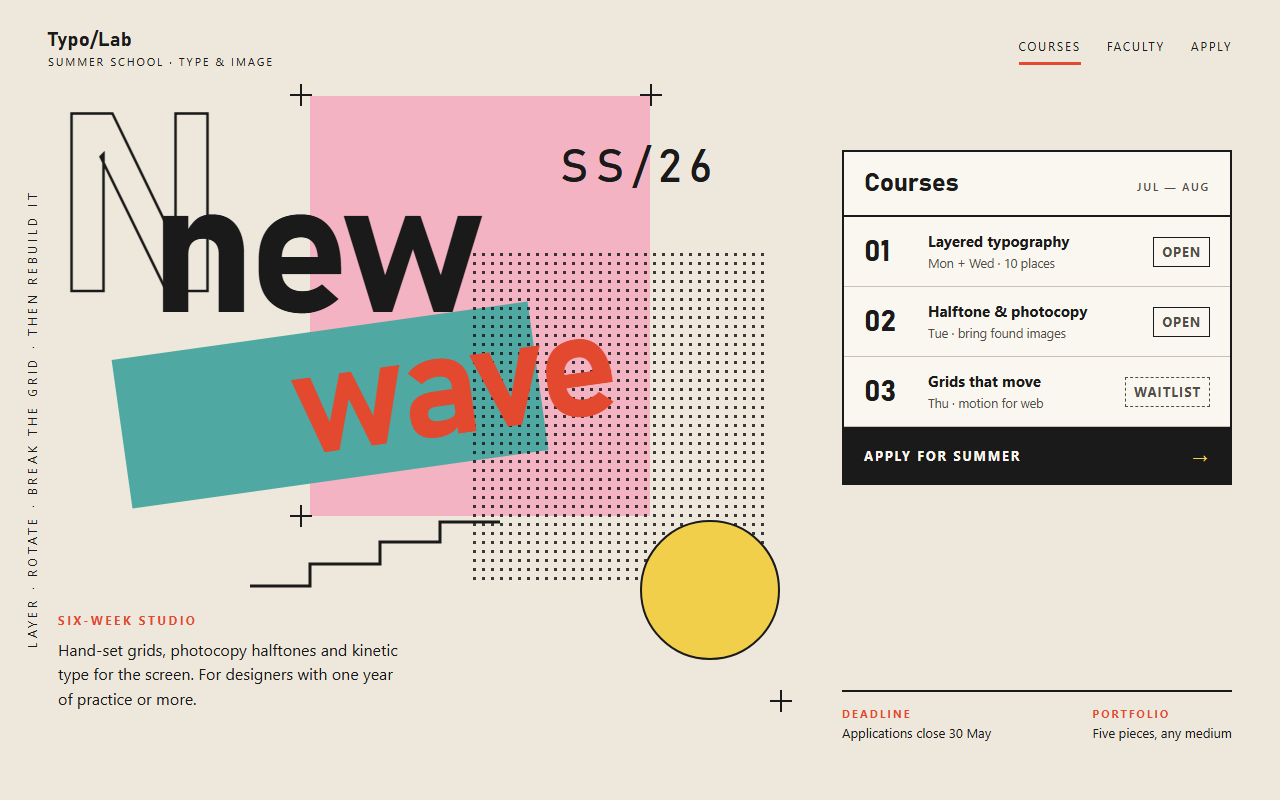 Typo/Lab
SUMMER SCHOOL · TYPE & IMAGE
COURSES
FACULTY
APPLY
LAYER · ROTATE · BREAK THE GRID · THEN REBUILD IT
N
SS/26
new
wave
SIX-WEEK STUDIO
Hand-set grids, photocopy halftones and kinetic
type for the screen. For designers with one year
of practice or more.
Courses
JUL — AUG
01
Layered typography
Mon + Wed · 10 places
OPEN
02
Halftone & photocopy
Tue · bring found images
OPEN
03
Grids that move
Thu · motion for web
WAITLIST
APPLY FOR SUMMER →
DEADLINE
Applications close 30 May
PORTFOLIO
Five pieces, any medium